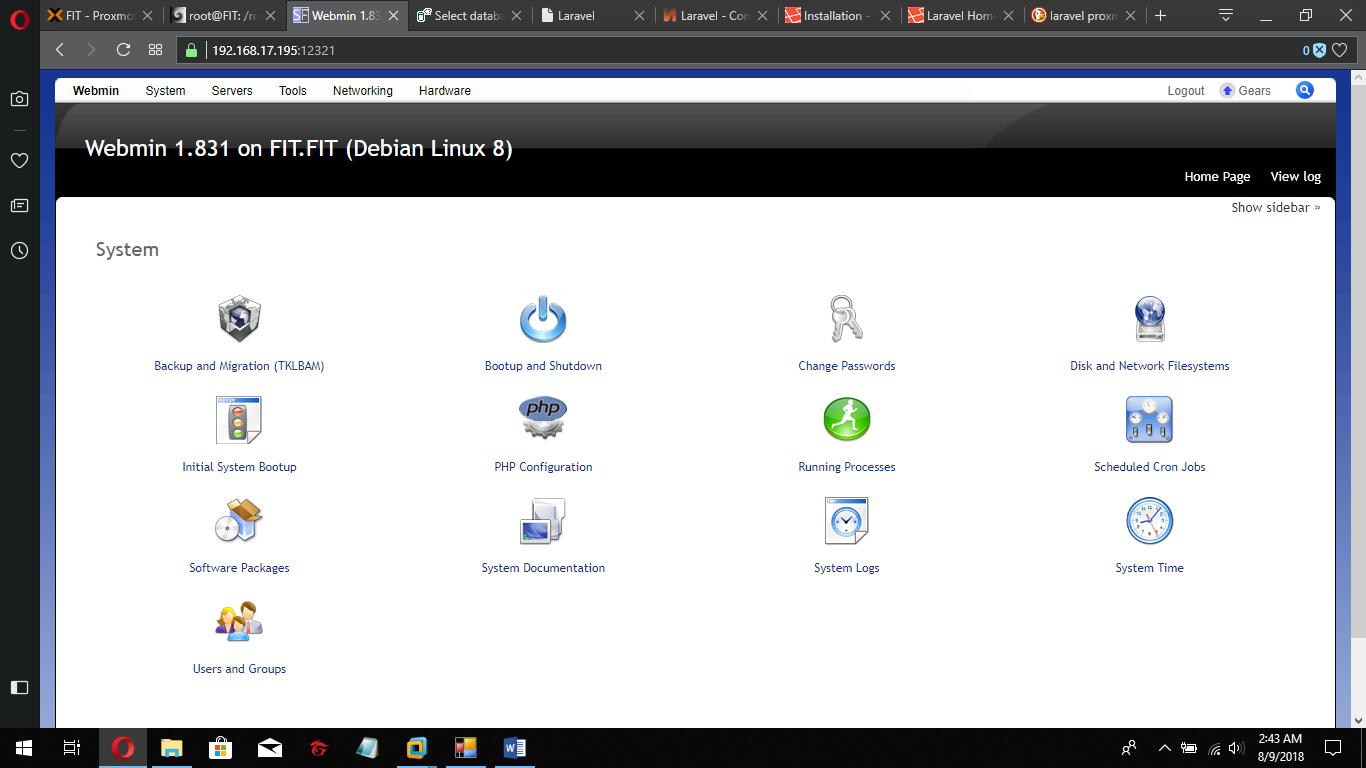 FIT - Proxmo
root@FIT: /ro
Webmin 1.83
Select databa
Laravel
Laravel - Con
Installation -
Laravel Hom
laravel proxm
192.168.17.195:12321
0
Webmin System Servers Tools Networking Hardware
Logout Gears
Webmin 1.831 on FIT.FIT (Debian Linux 8)
Home Page View log
Show sidebar »
System
Backup and Migration (TKLBAM)
Bootup and Shutdown
Change Passwords
Disk and Network Filesystems
php
Initial System Bootup
PHP Configuration
Running Processes
Scheduled Cron Jobs
Software Packages
System Documentation
System Logs
System Time
Users and Groups
2:43 AM
8/9/2018